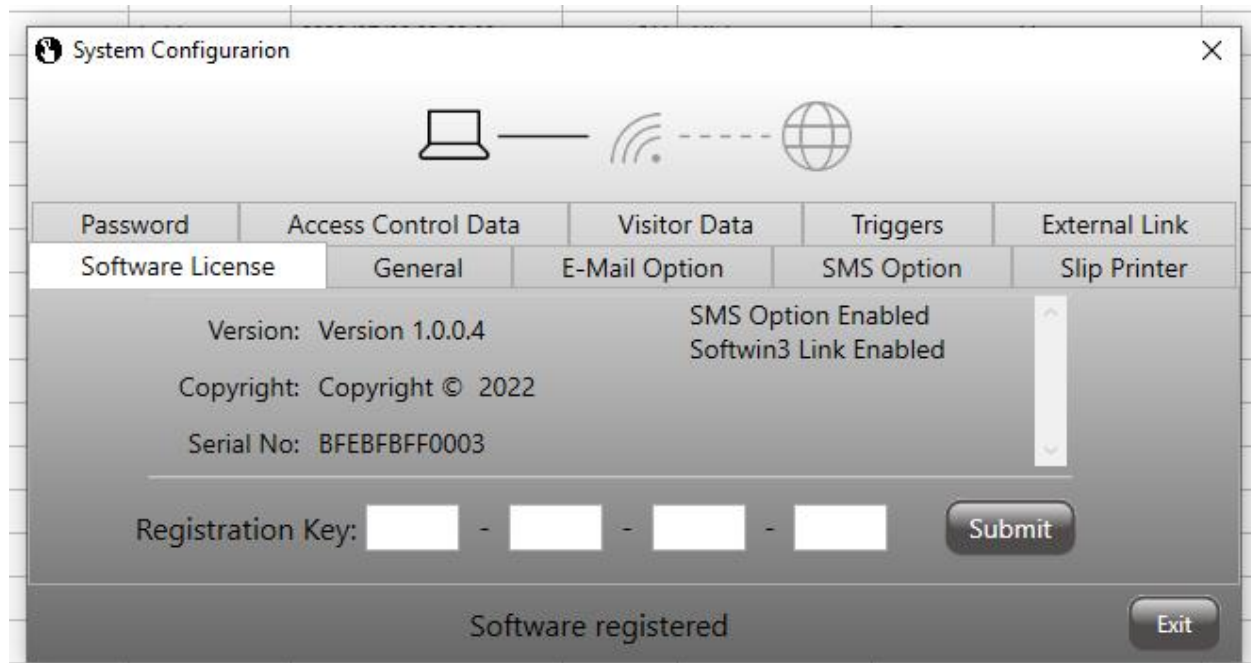 System Configurarion
Password Access Control Data Visitor Data Triggers External Link
Software License General E-Mail Option SMS Option Slip Printer
Version: Version 1.0.0.4
SMS Option Enabled
Softwin3 Link Enabled
Copyright: Copyright © 2022
Serial No: BFEBFBFF0003
Registration Key: - - - Submit
Software registered Exit